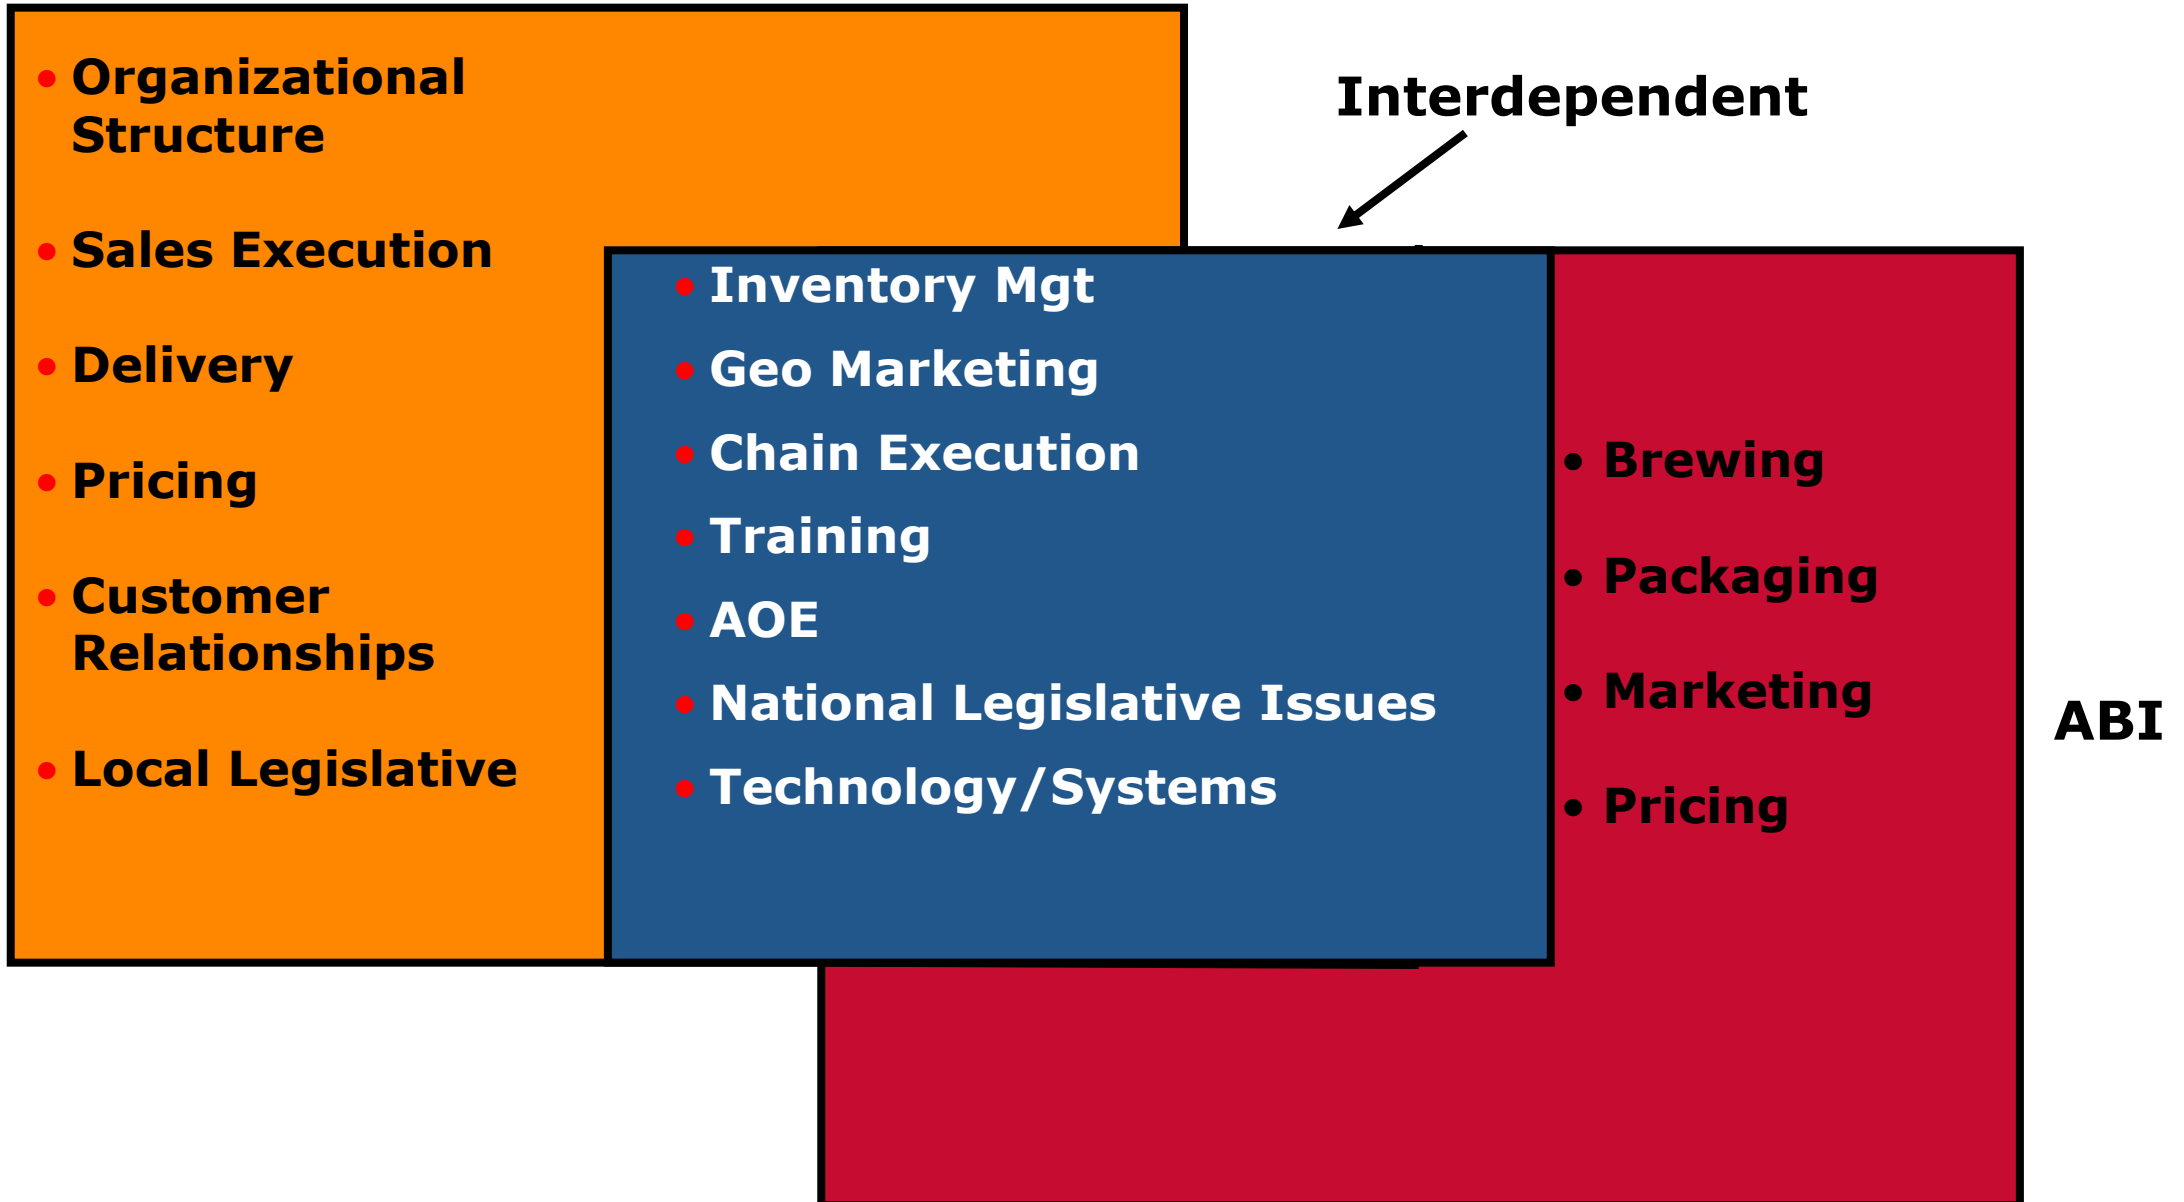 • Organizational
Structure
• Sales Execution
• Delivery
• Pricing
• Customer
Relationships
• Local Legislative
Interdependent
• Inventory Mgt
• Geo Marketing
• Chain Execution
• Training
• AOE
• National Legislative Issues
• Technology/Systems
• Brewing
• Packaging
• Marketing
• Pricing
ABI